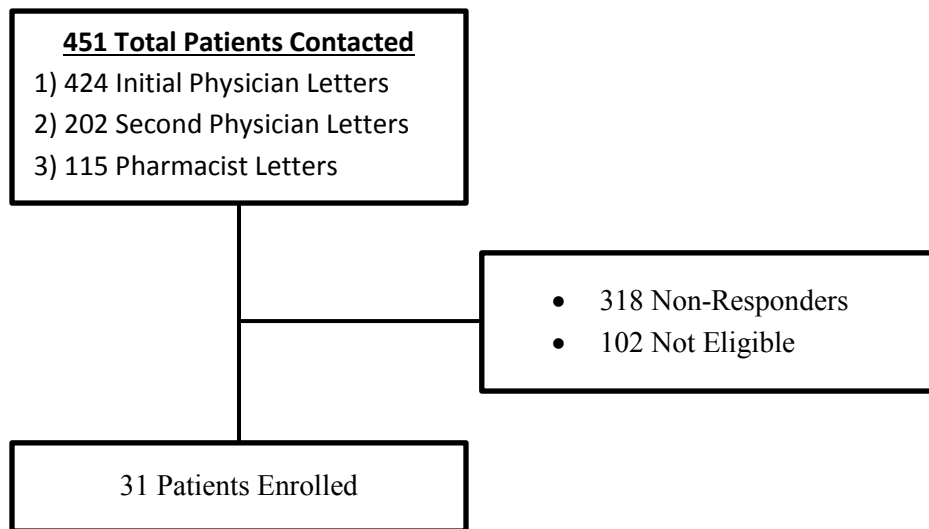 451 Total Patients Contacted
1) 424 Initial Physician Letters
2) 202 Second Physician Letters
3) 115 Pharmacist Letters
• 318 Non-Responders
• 102 Not Eligible
31 Patients Enrolled